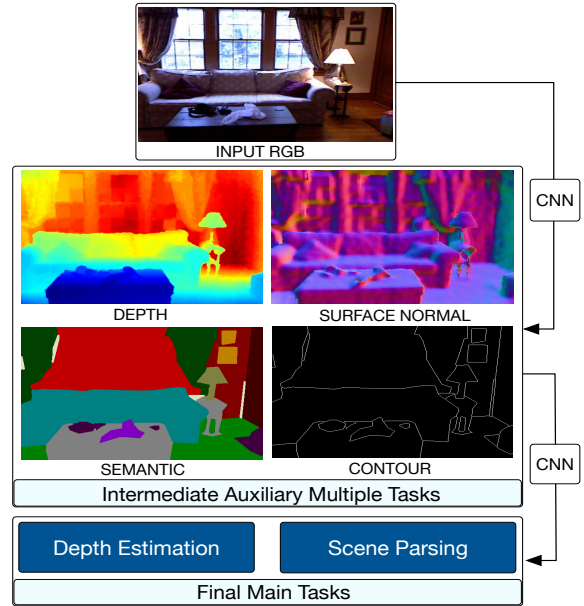 INPUT RGB
CNN
DEPTH
SURFACE NORMAL
SEMANTIC
CONTOUR
CNN
Intermediate Auxiliary Multiple Tasks
Depth Estimation
Scene Parsing
Final Main Tasks